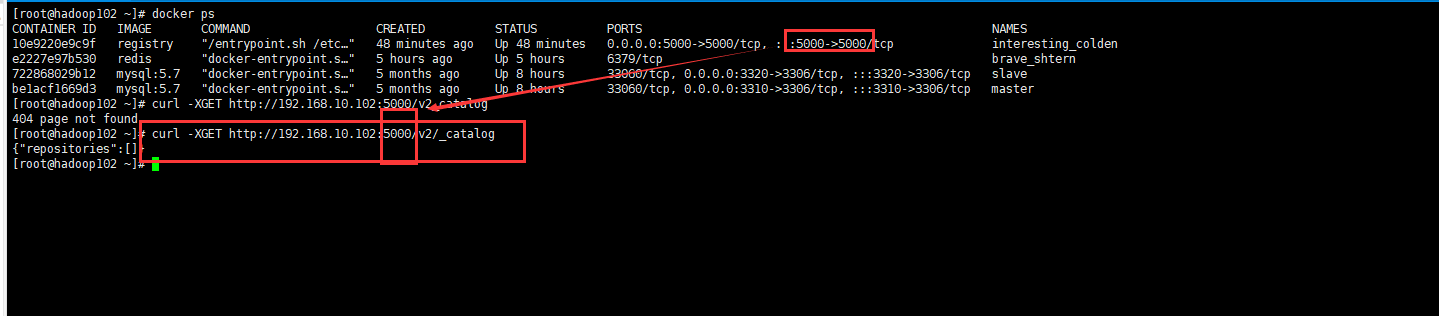 [root@hadoop102 ~]# docker ps
CONTAINER ID IMAGE COMMAND CREATED STATUS PORTS NAMES
10e9220e9c9f registry "/entrypoint.sh /etc…" 48 minutes ago Up 48 minutes 0.0.0.0:5000->5000/tcp, : :5000->5000/tcp interesting_colden
e2227e97b530 redis "docker-entrypoint.s…" 5 hours ago Up 5 hours 6379/tcp brave_shtern
722868029b12 mysql:5.7 "docker-entrypoint.s…" 5 months ago Up 8 hours 33060/tcp, 0.0.0.0:3320->3306/tcp, :::3320->3306/tcp slave
be1acf1669d3 mysql:5.7 "docker-entrypoint.s…" 5 months ago Up 8 hours 33060/tcp, 0.0.0.0:3310->3306/tcp, :::3310->3306/tcp master
[root@hadoop102 ~]# curl -XGET http://192.168.10.102:5000/v2_catalog
404 page not found
[root@hadoop102 ~]# curl -XGET http://192.168.10.102:5000/v2/_catalog
{"repositories":[]}
[root@hadoop102 ~]#